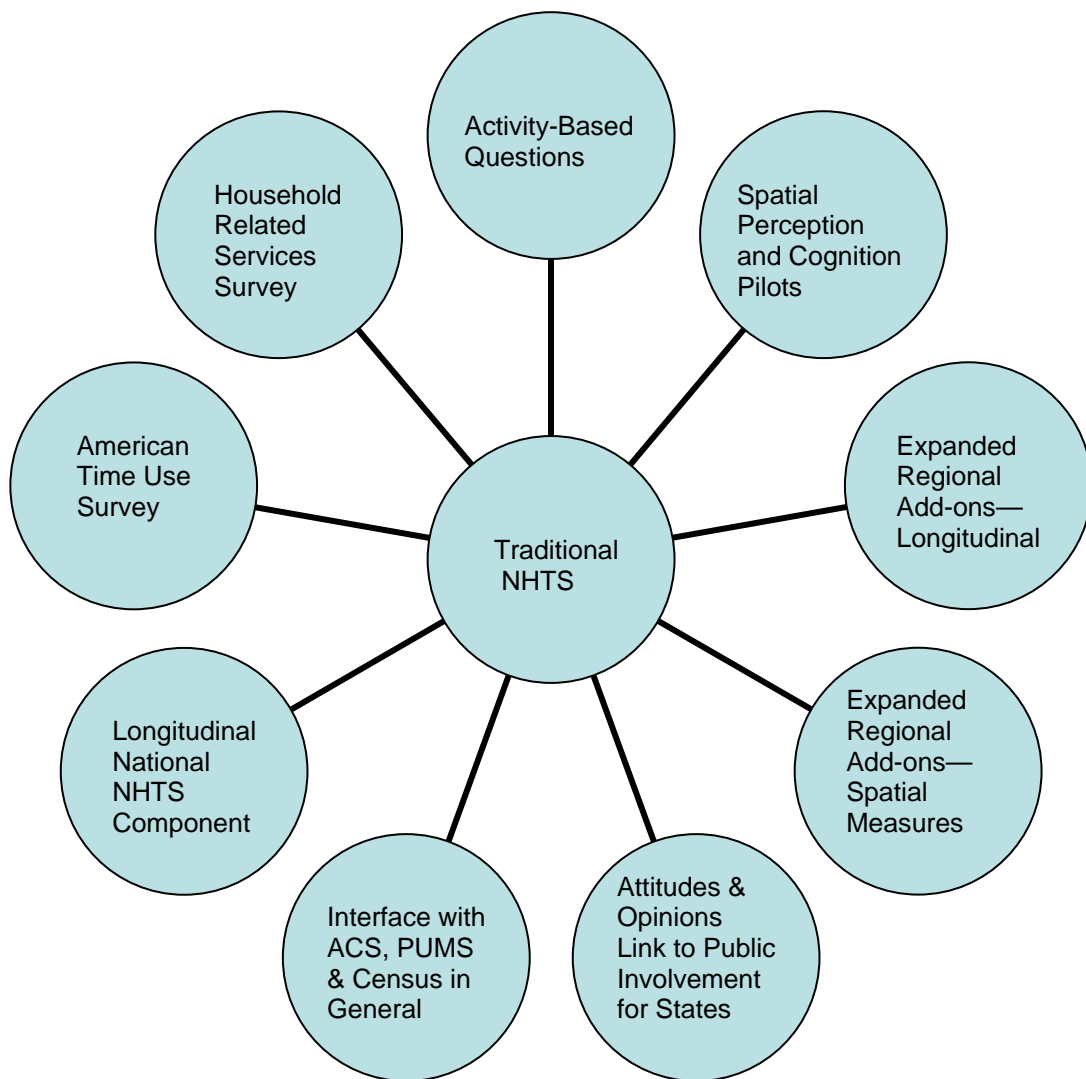 Activity-Based
Questions
Household
Related
Services
Survey
Spatial
Perception
and Cognition
Pilots
American
Time Use
Survey
Expanded
Regional
Add-ons—
Longitudinal
Traditional
NHTS
Longitudinal
National
NHTS
Component
Expanded
Regional
Add-ons—
Spatial
Measures
Interface with
ACS, PUMS
& Census in
General
Attitudes &
Opinions
Link to Public
Involvement
for States